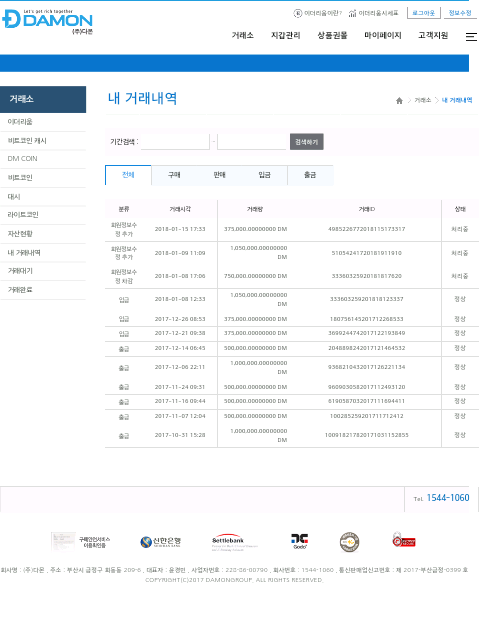 Let's get rich together
DAMON
(주)다몬
이더리움이란?
이더리움시세표
로그아웃
정보수정
거래소
지갑관리
상품권몰
마이페이지
고객지원
거래소
이더리움
비트코인 캐시
DM COIN
비트코인
대시
라이트코인
자산현황
내 거래내역
거래대기
거래완료
내 거래내역
거래소 > 내 거래내역
기간검색 :
~
검색하기
전체 구매 판매 입금 출금
분류 거래시각 거래량 거래ID 상태
회원정보수정 추가 2018-01-15 17:33 375,000.00000000 DM 4985226772018115173317 처리중
회원정보수정 추가 2018-01-09 11:09 1,050,000.00000000 DM 51054241720181911910 처리중
회원정보수정 차감 2018-01-08 17:06 750,000.00000000 DM 33360325920181817620 처리중
입금 2018-01-08 12:33 1,050,000.00000000 DM 333603259201818123337 정상
입금 2017-12-26 08:53 375,000.00000000 DM 180758145201712268533 정상
입금 2017-12-21 09:38 375,000.00000000 DM 3699244742017122193849 정상
출금 2017-12-14 06:45 500,000.00000000 DM 2048898242017121464532 정상
출금 2017-12-06 22:11 1,000,000.00000000 DM 9368210432017126221134 정상
출금 2017-11-24 09:31 500,000.00000000 DM 9609030582017112493120 정상
출금 2017-11-16 09:44 500,000.00000000 DM 6190587032017111694411 정상
출금 2017-11-07 12:04 500,000.00000000 DM 100285259201711712412 정상
출금 2017-10-31 15:28 1,000,000.00000000 DM 100918217820171031152855 정상
Tel. 1544-1060
구매안전서비스
이용확인증
신한은행
SHINHAN BANK
Settlebank
Godo
회사명 : (주)다몬 , 주소 : 부산시 금정구 회동동 209-6 , 대표자 : 윤경민 , 사업자번호 : 220-08-60790 , 회사번호 : 1544-1060 , 통신판매업신고번호 : 제 2017-부산금정-0399 호
COPYRIGHT(C)2017 DAMONGROUP. ALL RIGHTS RESERVED.